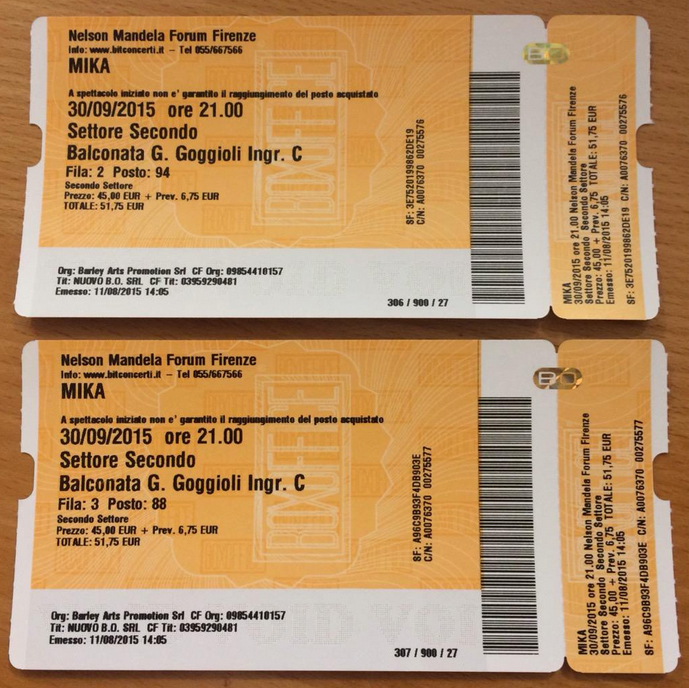 Nelson Mandela Forum Firenze
Info: www.bitconcerti.it - Tel 055/667566
MIKA
A spettacolo iniziato non e' garantito il raggiungimento del posto acquistato
30/09/2015 ore 21.00
Settore Secondo
Balconata G. Goggioli Ingr. C
Fila: 2 Posto: 94
Secondo Settore
Prezzo: 45,00 EUR + Prev. 6,75 EUR
TOTALE: 51,75 EUR
Org: Barley Arts Promotion Srl CF Org: 09854410157
Tit: NUOVO B.O. SRL CF Tit: 03959290481
Emesso: 11/08/2015 14:05
306 / 900 / 27
SF: 3E7520199862DE19
C/N: A0076370 00275576
BOXOFFICE
BO
MIKA
30/09/2015 ore 21.00 Nelson Mandela Forum Firenze
Settore Secondo Secondo Settore
Prezzo: 45,00 + Prev. 6,75 TOTALE: 51,75 EUR
Emesso: 11/08/2015 14:05
SF: 3E7520199862DE19 C/N: A0076370 00275576
Nelson Mandela Forum Firenze
Info: www.bitconcerti.it - Tel 055/667566
MIKA
A spettacolo iniziato non e' garantito il raggiungimento del posto acquistato
30/09/2015 ore 21.00
Settore Secondo
Balconata G. Goggioli Ingr. C
Fila: 3 Posto: 88
Secondo Settore
Prezzo: 45,00 EUR + Prev. 6,75 EUR
TOTALE: 51,75 EUR
Org: Barley Arts Promotion Srl CF Org: 09854410157
Tit: NUOVO B.O. SRL CF Tit: 03959290481
Emesso: 11/08/2015 14:05
307 / 900 / 27
SF: A96C9B93F4DB903E
C/N: A0076370 00275577
BOXOFFICE
BO
MIKA
30/09/2015 ore 21.00 Nelson Mandela Forum Firenze
Settore Secondo Secondo Settore
Prezzo: 45,00 + Prev. 6,75 TOTALE: 51,75 EUR
Emesso: 11/08/2015 14:05
SF: A96C9B93F4DB903E C/N: A0076370 00275577